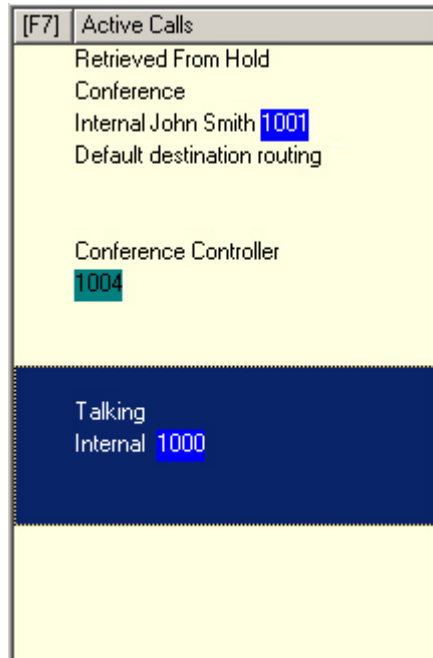 [F7] Active Calls
Retrieved From Hold
Conference
Internal John Smith 1001
Default destination routing
Conference Controller
1004
Talking
Internal 1000